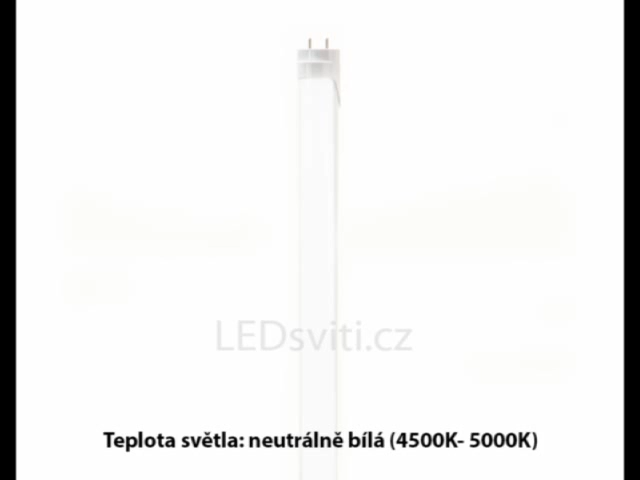 LEDsviti.cz
Teplota světla: neutrálně bílá (4500K- 5000K)